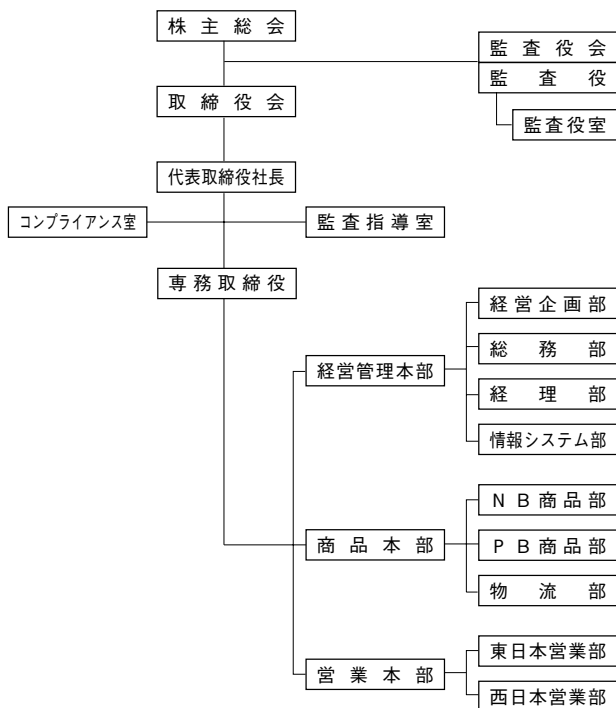 株主総会
監査役会
監査役
取締役会
監査役室
代表取締役社長
コンプライアンス室
監査指導室
専務取締役
経営企画部
総務部
経営管理本部
経理部
情報システム部
NB商品部
商品本部
PB商品部
物流部
東日本営業部
営業本部
西日本営業部